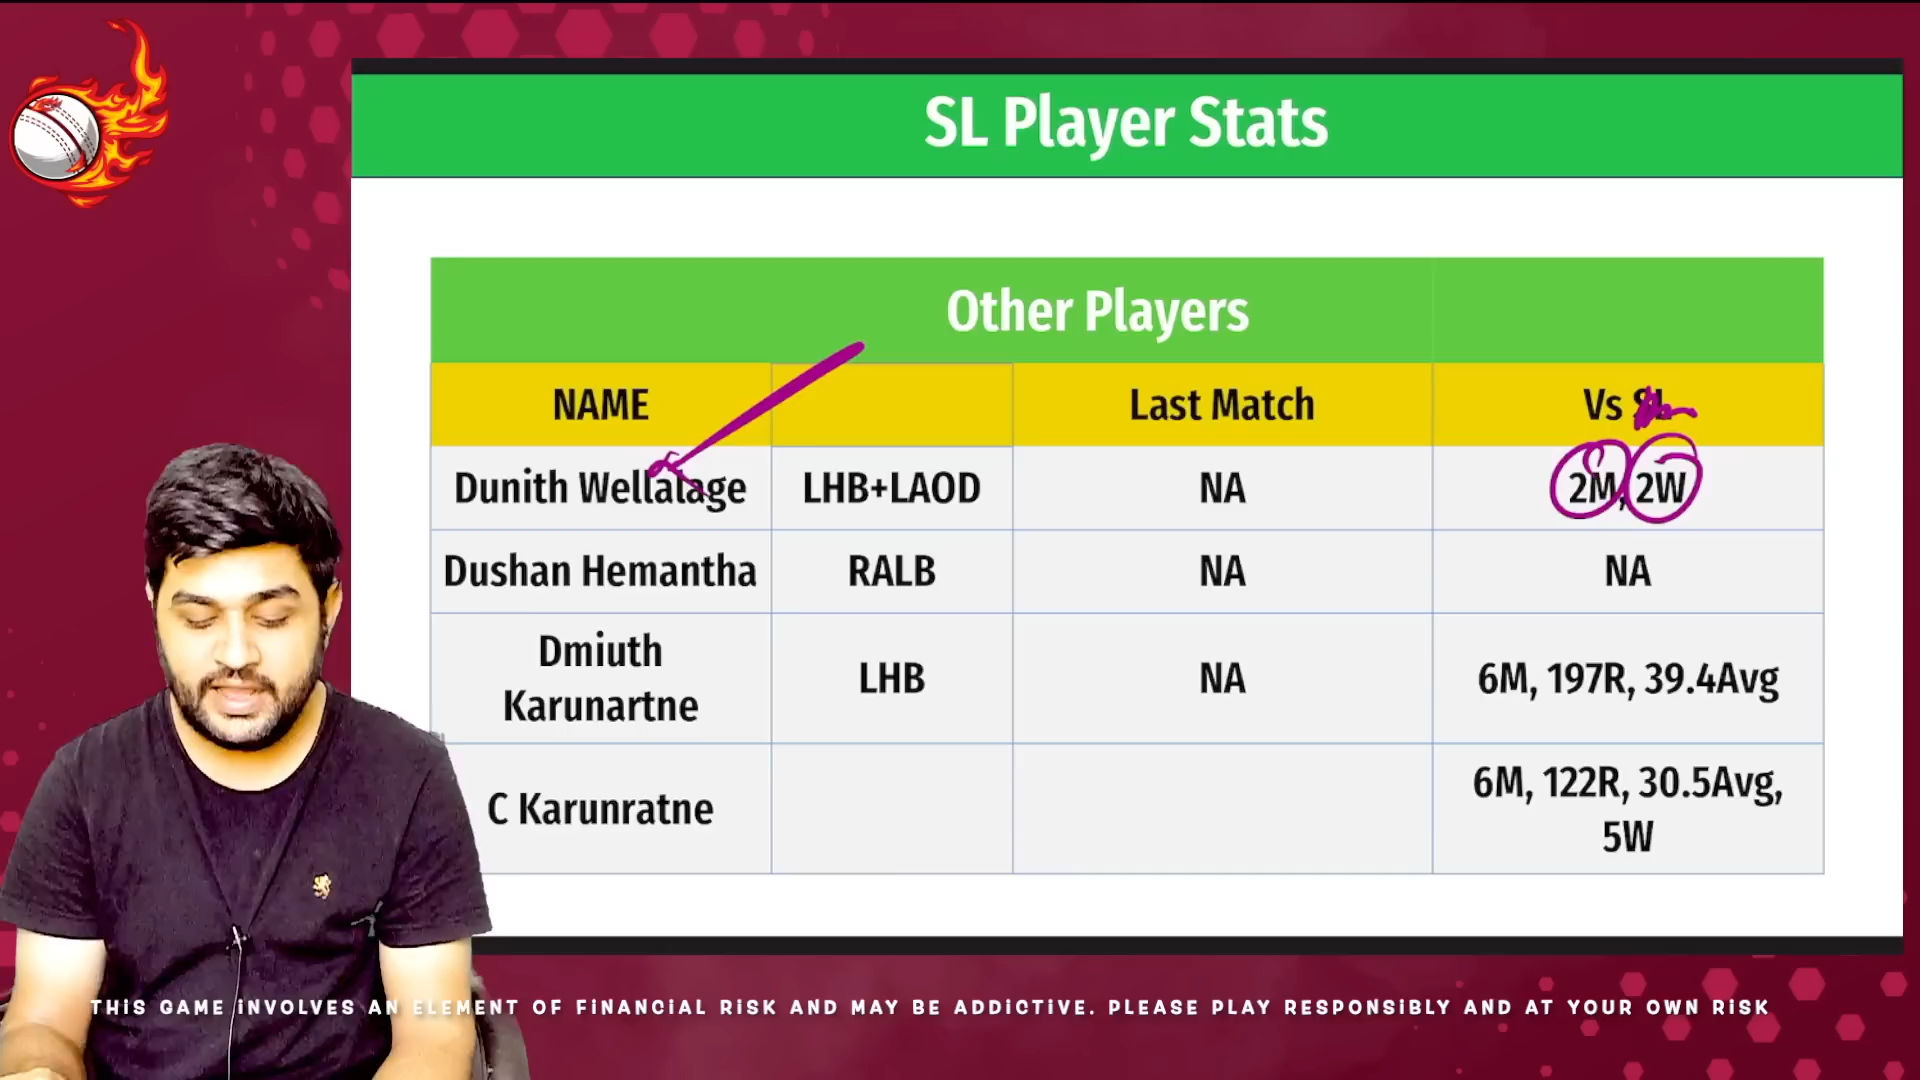 SL Player Stats
Other Players
NAME Last Match Vs
Dunith Wellalage LHB+LAOD NA 2M, 2W
Dushan Hemantha RALB NA NA
Dmiuth
Karunartne LHB NA 6M, 197R, 39.4Avg
C Karunratne 6M, 122R, 30.5Avg,
5W
THIS GAME INVOLVES AN ELEMENT OF FINANCIAL RISK AND MAY BE ADDICTIVE. PLEASE PLAY RESPONSIBLY AND AT YOUR OWN RISK